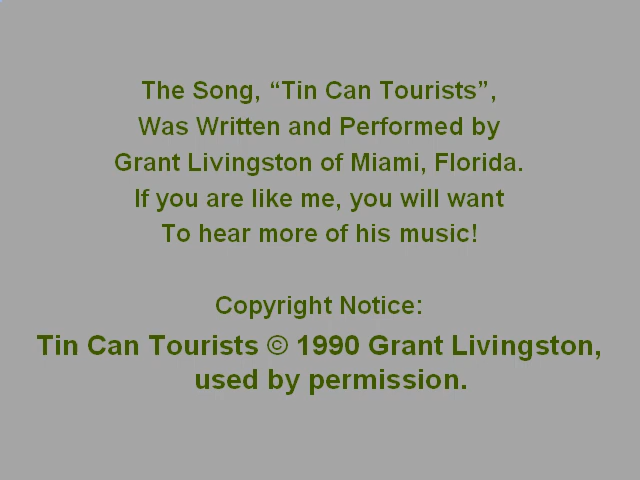 The Song, “Tin Can Tourists”,
Was Written and Performed by
Grant Livingston of Miami, Florida.
If you are like me, you will want
To hear more of his music!
Copyright Notice:
Tin Can Tourists © 1990 Grant Livingston,
used by permission.